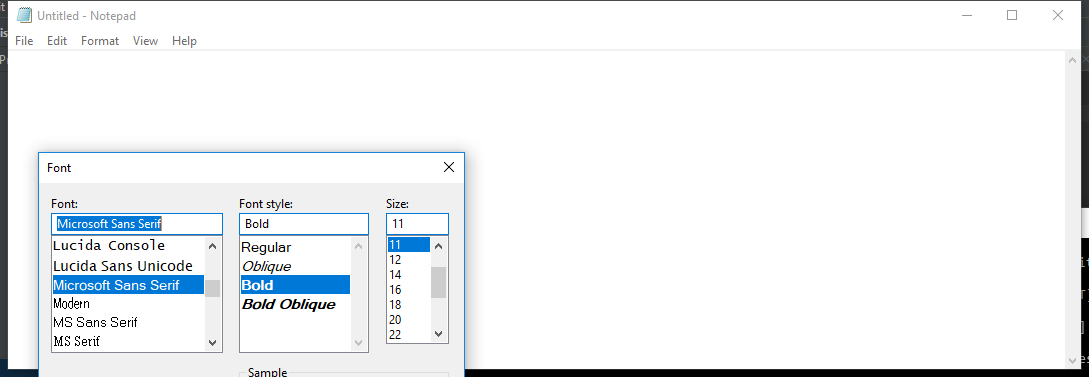 Untitled - Notepad
File Edit Format View Help
Font
Font: Font style: Size:
Microsoft Sans Serif Bold 11
Lucida Console
Lucida Sans Unicode
Microsoft Sans Serif
Modern
MS Sans Serif
MS Serif
Regular
Oblique
Bold
Bold Oblique
11
12
14
16
18
20
22
Sample